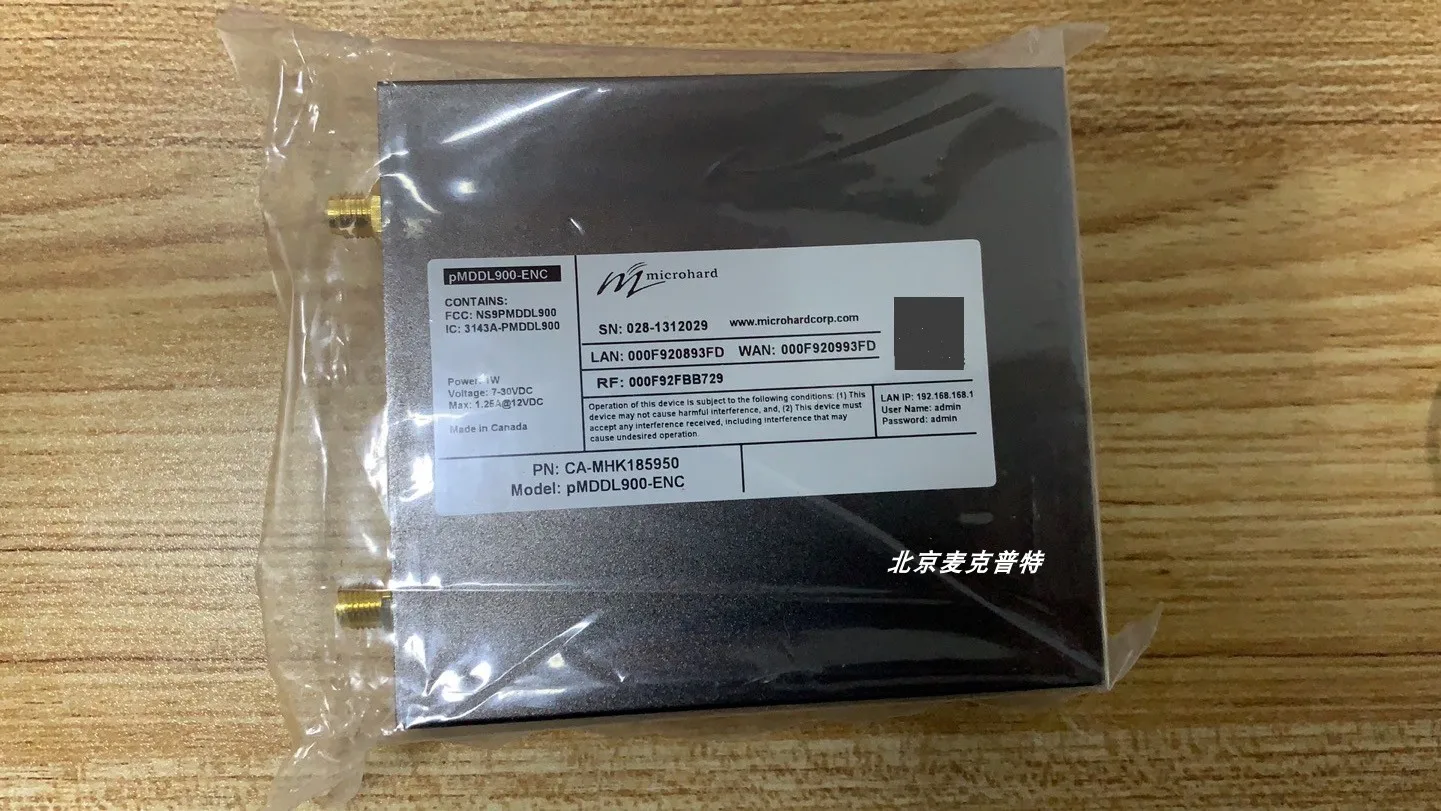 pMDDL900-ENC
CONTAINS:
FCC: NS9PMDDL900
IC: 3143A-PMDDL900
Power: 1W
Voltage: 7-30VDC
Max: 1.25A@12VDC
Made in Canada
microhard
SN: 028-1312029 www.microhardcorp.com
LAN: 000F920893FD WAN: 000F920993FD
RF: 000F92FBB729
Operation of this device is subject to the following conditions: (1) This
device may not cause harmful interference, and, (2) This device must
accept any interference received, including interference that may
cause undesired operation.
LAN IP: 192.168.168.1
User Name: admin
Password: admin
PN: CA-MHK185950
Model: pMDDL900-ENC
北京麦克普特